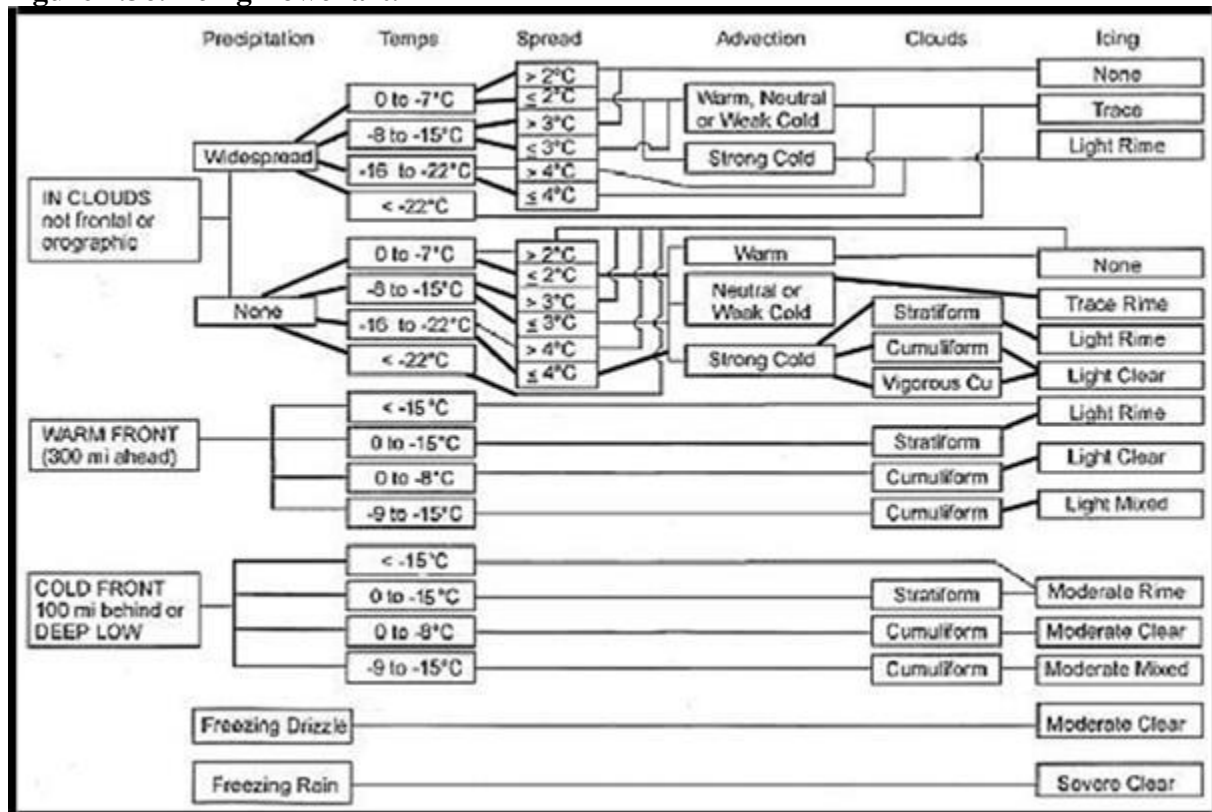 Precipitation Temps Spread Advection Clouds Icing
IN CLOUDS
not frontal or
orographic
Widespread
0 to -7°C
-8 to -15°C
-16 to -22°C
< -22°C
> 2°C
≤ 2°C
> 3°C
≤ 3°C
> 4°C
≤ 4°C
Warm, Neutral
or Weak Cold
Strong Cold
None
Trace
Light Rime
None
0 to -7°C
-8 to -15°C
-16 to -22°C
< -22°C
> 2°C
≤ 2°C
> 3°C
≤ 3°C
> 4°C
≤ 4°C
Warm
Neutral or
Weak Cold
Strong Cold
Stratiform
Cumuliform
Vigorous Cu
None
Trace Rime
Light Rime
Light Clear
WARM FRONT
(300 mi ahead)
< -15°C
0 to -15°C
0 to -8°C
-9 to -15°C
Stratiform
Cumuliform
Cumuliform
Light Rime
Light Clear
Light Mixed
COLD FRONT
100 mi behind or
DEEP LOW
< -15°C
0 to -15°C
0 to -8°C
-9 to -15°C
Stratiform
Cumuliform
Cumuliform
Moderate Rime
Moderate Clear
Moderate Mixed
Freezing Drizzle
Moderate Clear
Freezing Rain
Severe Clear